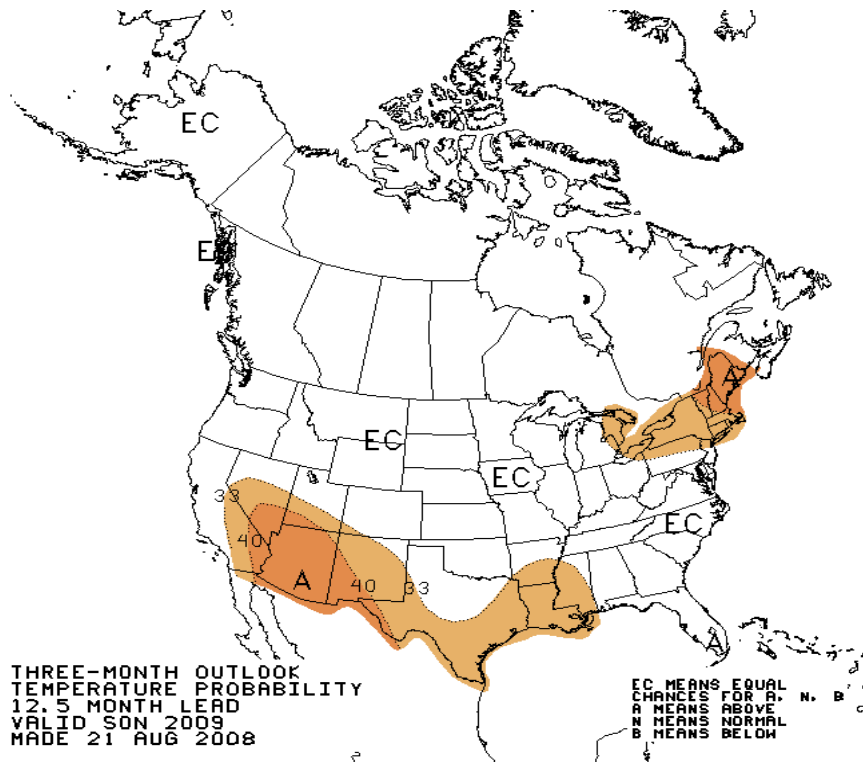 EC
EC
A
EC
EC
33
EC
40
A
40
33
A
THREE-MONTH OUTLOOK
TEMPERATURE PROBABILITY
12.5 MONTH LEAD
VALID SON 2009
MADE 21 AUG 2008
EC MEANS EQUAL
CHANCES FOR A, N, B
A MEANS ABOVE
N MEANS NORMAL
B MEANS BELOW